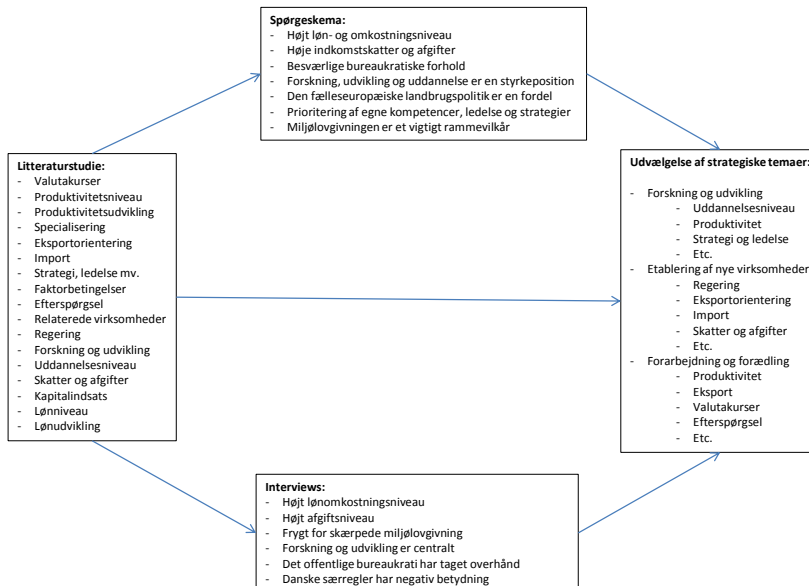 Spørgeskema:
- Højt løn- og omkostningsniveau
- Høje indkomstskatter og afgifter
- Besværlige bureaukratiske forhold
- Forskning, udvikling og uddannelse er en styrkeposition
- Den fælleseuropæiske landbrugspolitik er en fordel
- Prioritering af egne kompetencer, ledelse og strategier
- Miljølovgivningen er et vigtigt rammevilkår
Litteraturstudie:
- Valutakurser
- Produktivitetsniveau
- Produktivitetsudvikling
- Specialisering
- Eksportorientering
- Import
- Strategi, ledelse mv.
- Faktorbetingelser
- Efterspørgsel
- Relaterede virksomheder
- Regering
- Forskning og udvikling
- Uddannelsesniveau
- Skatter og afgifter
- Kapitalindsats
- Lønniveau
- Lønudvikling
Udvælgelse af strategiske temaer:
- Forskning og udvikling
- Uddannelsesniveau
- Produktivitet
- Strategi og ledelse
- Etc.
- Etablering af nye virksomheder
- Regering
- Eksportorientering
- Import
- Skatter og afgifter
- Etc.
- Forarbejdning og forædling
- Produktivitet
- Eksport
- Valutakurser
- Efterspørgsel
- Etc.
Interviews:
- Højt lønomkostningsniveau
- Højt afgiftsniveau
- Frygt for skærpede miljølovgivning
- Forskning og udvikling er centralt
- Det offentlige bureaukrati har taget overhånd
- Danske særregler har negativ betydning